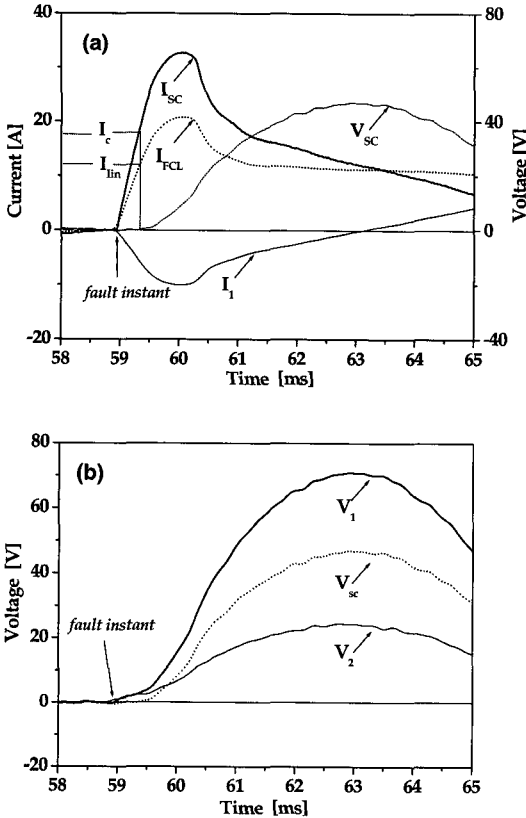 (a)
40
20
0
-20
80
40
0
-40
Current [A]
Voltage [V]
I_SC
I_c
I_lin
I_FCL
V_SC
I_1
fault instant
58 59 60 61 62 63 64 65
Time [ms]
(b)
80
60
40
20
0
-20
Voltage [V]
V_1
V_sc
V_2
fault instant
58 59 60 61 62 63 64 65
Time [ms]